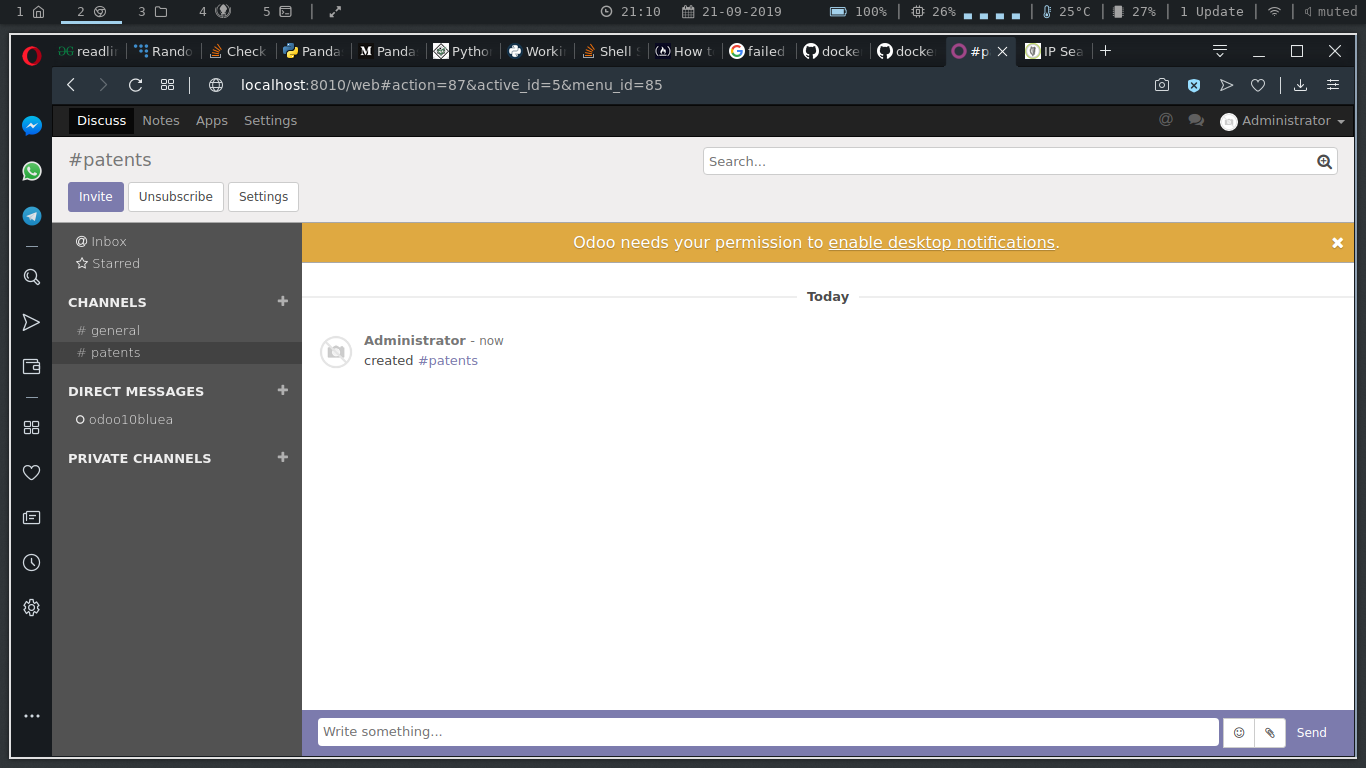 1 2 3 4 5 21:10 21-09-2019 100% 26% 25°C 27% 1 Update muted
readli Rando Check Panda Panda Pytho Worki Shell S How t failed docke docke #p IP Sea
localhost:8010/web#action=87&active_id=5&menu_id=85
Discuss Notes Apps Settings @ Administrator
#patents
Search...
Invite Unsubscribe Settings
Inbox
Starred
CHANNELS
# general
# patents
DIRECT MESSAGES
odoo10bluea
PRIVATE CHANNELS
Odoo needs your permission to enable desktop notifications.
Today
Administrator - now
created #patents
Write something...
Send